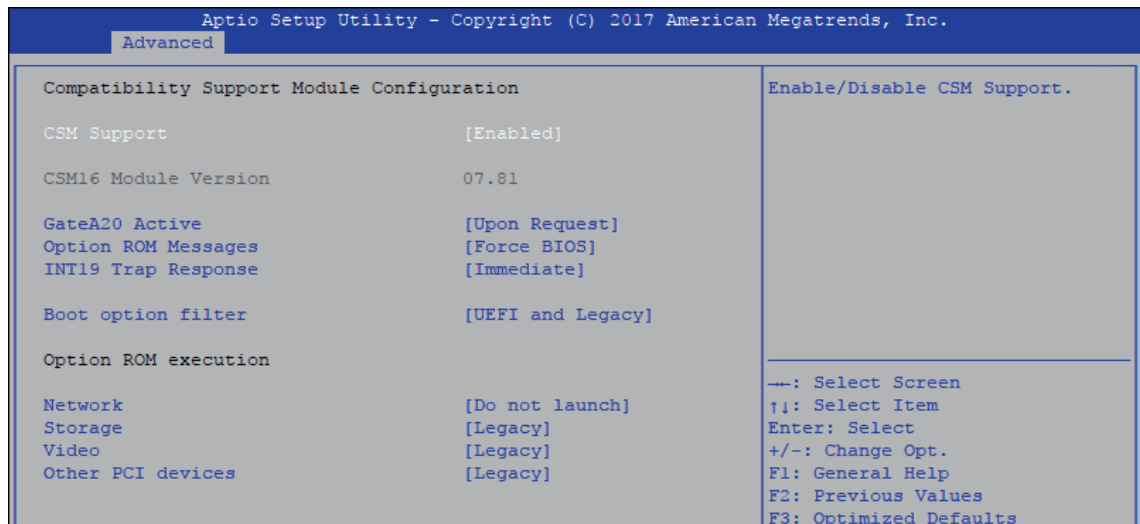 Aptio Setup Utility - Copyright (C) 2017 American Megatrends, Inc.
Advanced
Compatibility Support Module Configuration
CSM Support [Enabled]
CSM16 Module Version 07.81
GateA20 Active [Upon Request]
Option ROM Messages [Force BIOS]
INT19 Trap Response [Immediate]
Boot option filter [UEFI and Legacy]
Option ROM execution
Network [Do not launch]
Storage [Legacy]
Video [Legacy]
Other PCI devices [Legacy]
Enable/Disable CSM Support.
→←: Select Screen
↑↓: Select Item
Enter: Select
+/-: Change Opt.
F1: General Help
F2: Previous Values
F3: Optimized Defaults